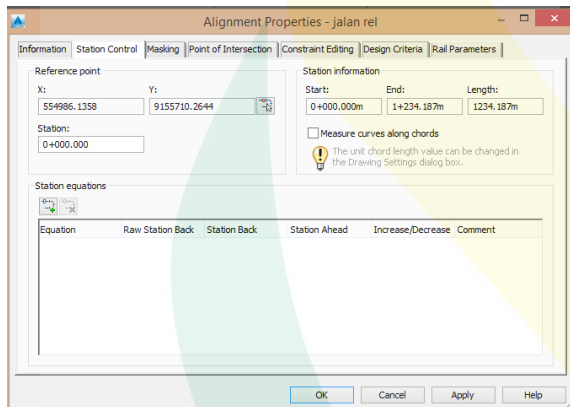 Alignment Properties - jalan rel
Information Station Control Masking Point of Intersection Constraint Editing Design Criteria Rail Parameters
Reference point
X: Y:
554986.1358 9155710.2644
Station:
0+000.000
Station information
Start: End: Length:
0+000.000m 1+234.187m 1234.187m
Measure curves along chords
The unit chord length value can be changed in
the Drawing Settings dialog box.
Station equations
Equation Raw Station Back Station Back Station Ahead Increase/Decrease Comment
OK Cancel Apply Help